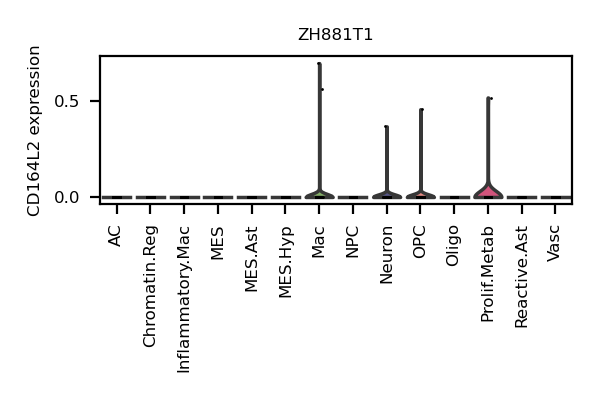 ZH881T1
CD164L2 expression
0.5
0.0
AC
Chromatin.Reg
Inflammatory.Mac
MES
MES.Ast
MES.Hyp
Mac
NPC
Neuron
OPC
Oligo
Prolif.Metab
Reactive.Ast
Vasc